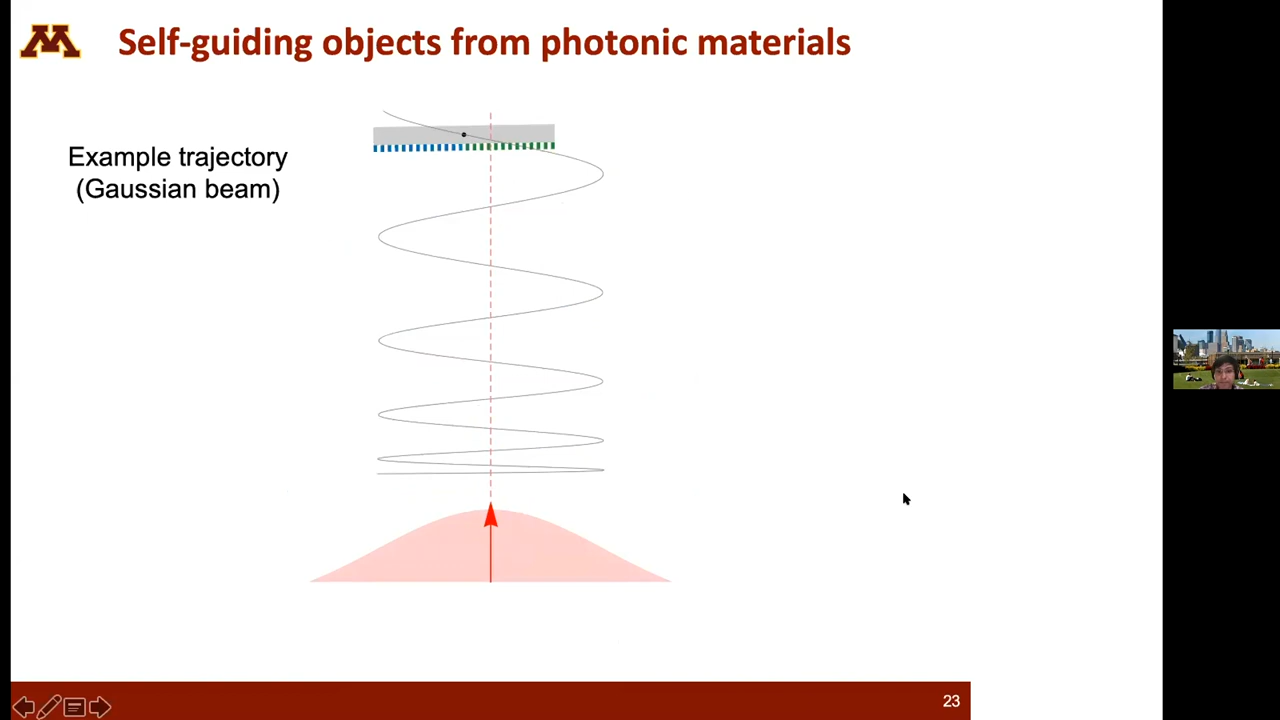 M
Self-guiding objects from photonic materials
Example trajectory
(Gaussian beam)
23